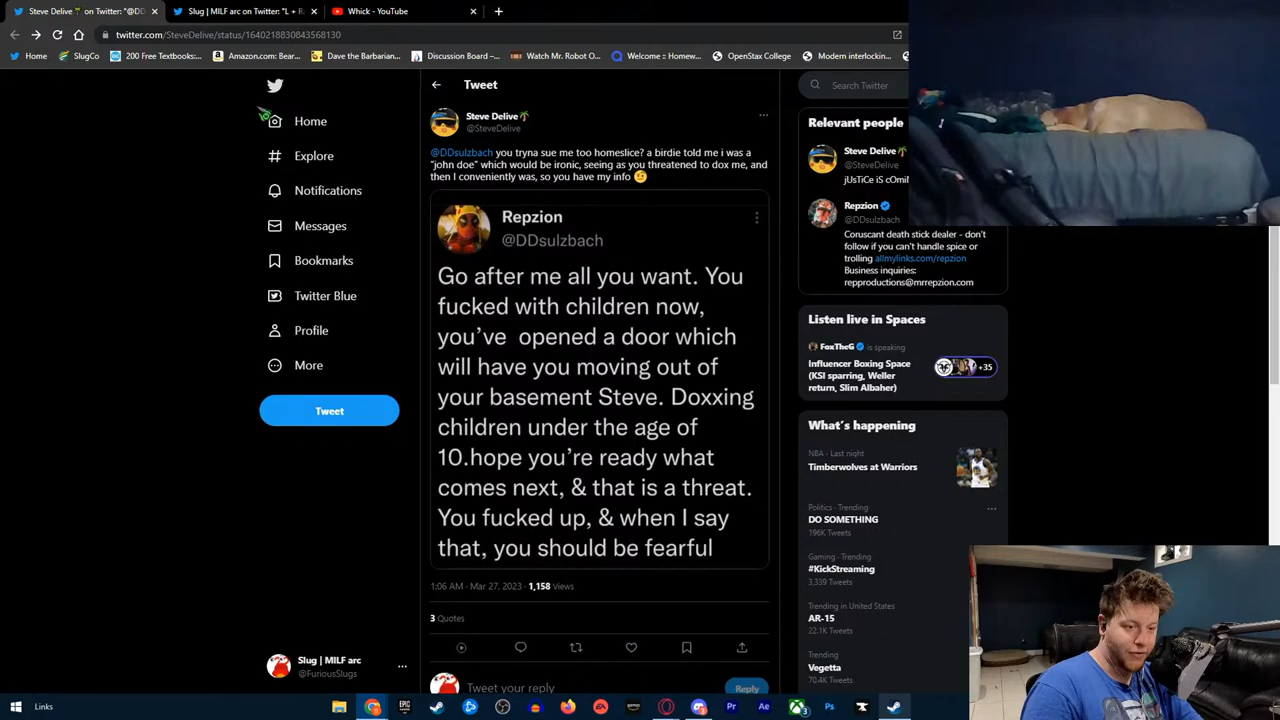 Steve Delive🌴 on Twitter: "@DD
Slug | MILF arc on Twitter: "L + R
Whick - YouTube
twitter.com/SteveDelive/status/1640218830843568130
Home
SlugCo
200 Free Textbooks:...
Amazon.com: Bear...
Dave the Barbarian...
Discussion Board -...
Watch Mr. Robot O...
Welcome :: Homew...
OpenStax College
Modern interlockin...
Home
Explore
Notifications
Messages
Bookmarks
Twitter Blue
Profile
More
Tweet
Slug | MILF arc
@FuriousSlugs
Tweet
Steve Delive🌴
@SteveDelive
@DDsulzbach you tryna sue me too homeslice? a birdie told me i was a
"john doe" which would be ironic, seeing as you threatened to dox me, and
then I conveniently was, so you have my info 🧐
Repzion
@DDsulzbach
Go after me all you want. You
fucked with children now,
you've opened a door which
will have you moving out of
your basement Steve. Doxxing
children under the age of
10.hope you're ready what
comes next, & that is a threat.
You fucked up, & when I say
that, you should be fearful
1:06 AM · Mar 27, 2023 · 1,158 Views
3 Quotes
Tweet your reply
Reply
Search Twitter
Relevant people
Steve Delive🌴
@SteveDelive
jUsTiCe iS cOmi
Repzion
@DDsulzbach
Coruscant death stick dealer - don't
follow if you can't handle spice or
trolling allmylinks.com/repzion
Business inquiries:
repproductions@mrrepzion.com
Listen live in Spaces
FoxTheG is speaking
Influencer Boxing Space
(KSI sparring, Weller
return, Slim Albaher)
+35
What's happening
NBA · Last night
Timberwolves at Warriors
Politics · Trending
DO SOMETHING
196K Tweets
Gaming · Trending
#KickStreaming
3,339 Tweets
Trending in United States
AR-15
22.1K Tweets
Trending
Vegetta
70.4K Tweets
Links